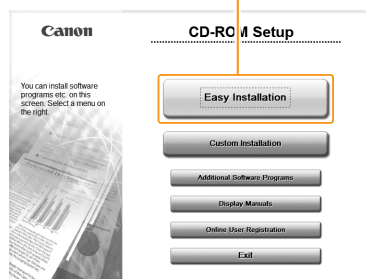 Canon
CD-ROM Setup
You can install software
programs etc. on this
screen. Select a menu on
the right.
Easy Installation
Custom Installation
Additional Software Programs
Display Manuals
Online User Registration
Exit